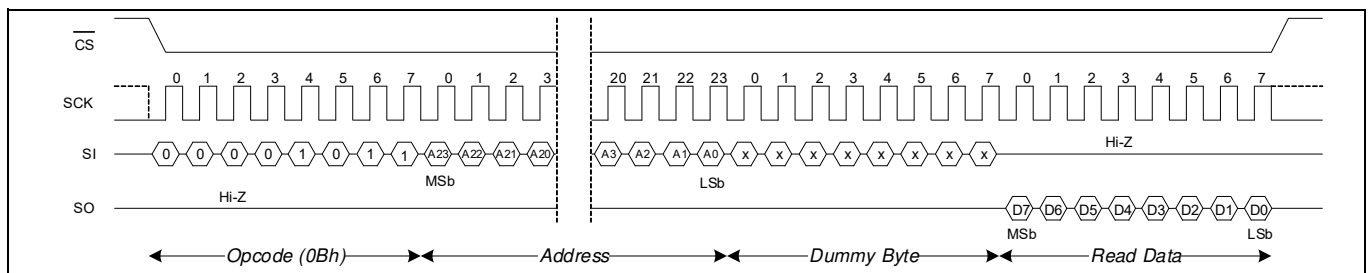 CS
0 1 2 3 4 5 6 7 0 1 2 3 20 21 22 23 0 1 2 3 4 5 6 7 0 1 2 3 4 5 6 7
SCK
Hi-Z
SI 0 0 0 0 1 0 1 1 A23 A22 A21 A20 A3 A2 A1 A0 x x x x x x x x
MSb LSb
Hi-Z
SO D7 D6 D5 D4 D3 D2 D1 D0
MSb LSb
Opcode (0Bh) Address Dummy Byte Read Data